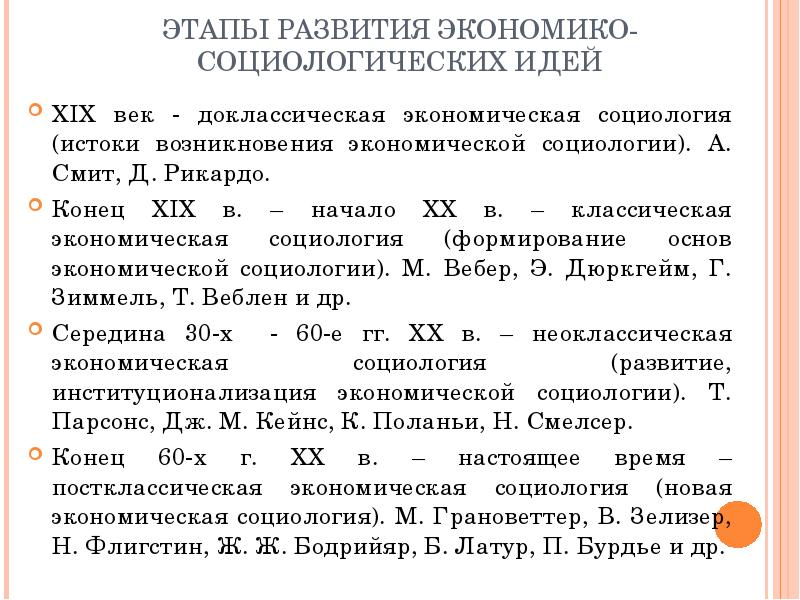 ЭТАПЫ РАЗВИТИЯ ЭКОНОМИКО-
СОЦИОЛОГИЧЕСКИХ ИДЕЙ
XIX век - доклассическая экономическая социология
(истоки возникновения экономической социологии). А.
Смит, Д. Рикардо.
Конец XIX в. – начало XX в. – классическая
экономическая социология (формирование основ
экономической социологии). М. Вебер, Э. Дюркгейм, Г.
Зиммель, Т. Веблен и др.
Середина 30-х - 60-е гг. XX в. – неоклассическая
экономическая социология (развитие,
институционализация экономической социологии). Т.
Парсонс, Дж. М. Кейнс, К. Поланьи, Н. Смелсер.
Конец 60-х г. XX в. – настоящее время –
постклассическая экономическая социология (новая
экономическая социология). М. Грановеттер, В. Зелизер,
Н. Флигстин, Ж. Ж. Бодрийяр, Б. Латур, П. Бурдье и др.